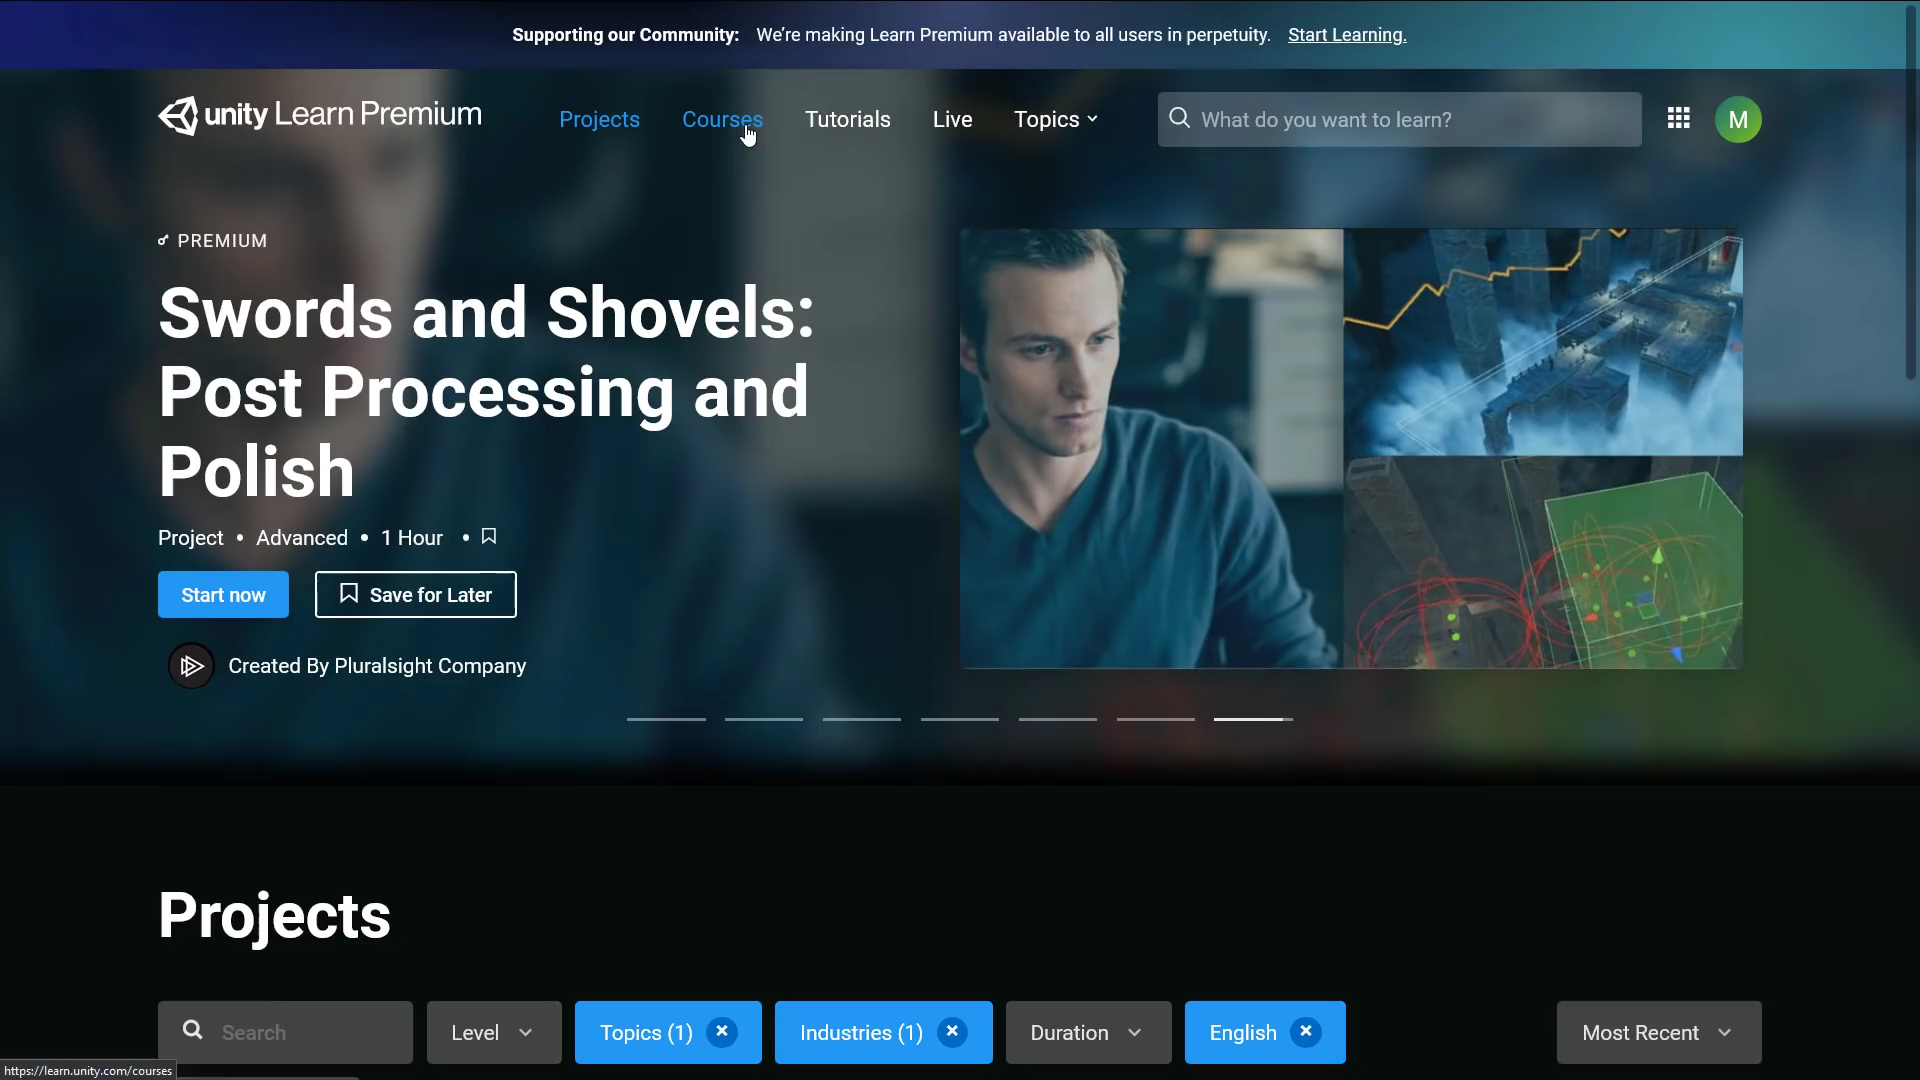 Supporting our Community: We're making Learn Premium available to all users in perpetuity. Start Learning.
unity Learn Premium
Projects
Courses
Tutorials
Live
Topics
What do you want to learn?
M
PREMIUM
Swords and Shovels:
Post Processing and
Polish
Project • Advanced • 1 Hour •
Start now
Save for Later
Created By Pluralsight Company
Projects
Search
Level
Topics (1)
Industries (1)
Duration
English
Most Recent
https://learn.unity.com/courses